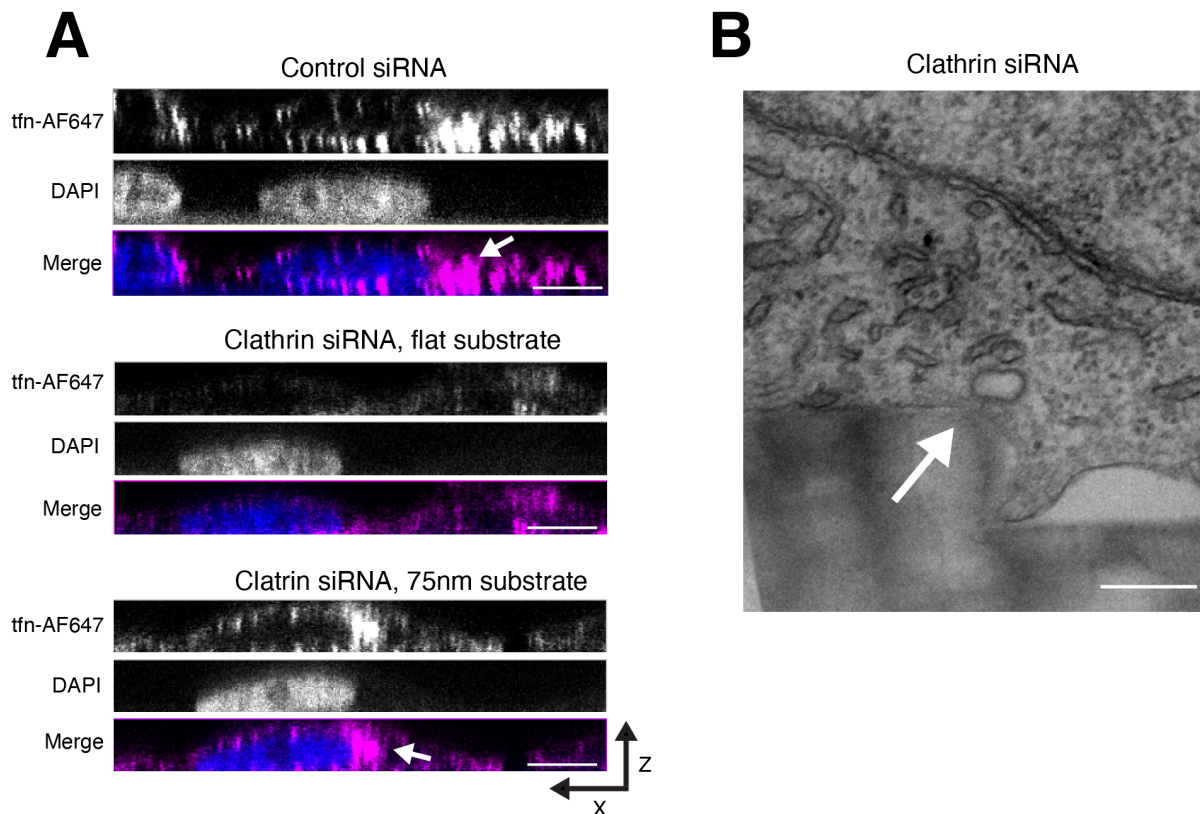 A
Control siRNA
tfn-AF647
DAPI
Merge
Clathrin siRNA, flat substrate
tfn-AF647
DAPI
Merge
Clatrin siRNA, 75nm substrate
tfn-AF647
DAPI
Merge
z
x
B
Clathrin siRNA